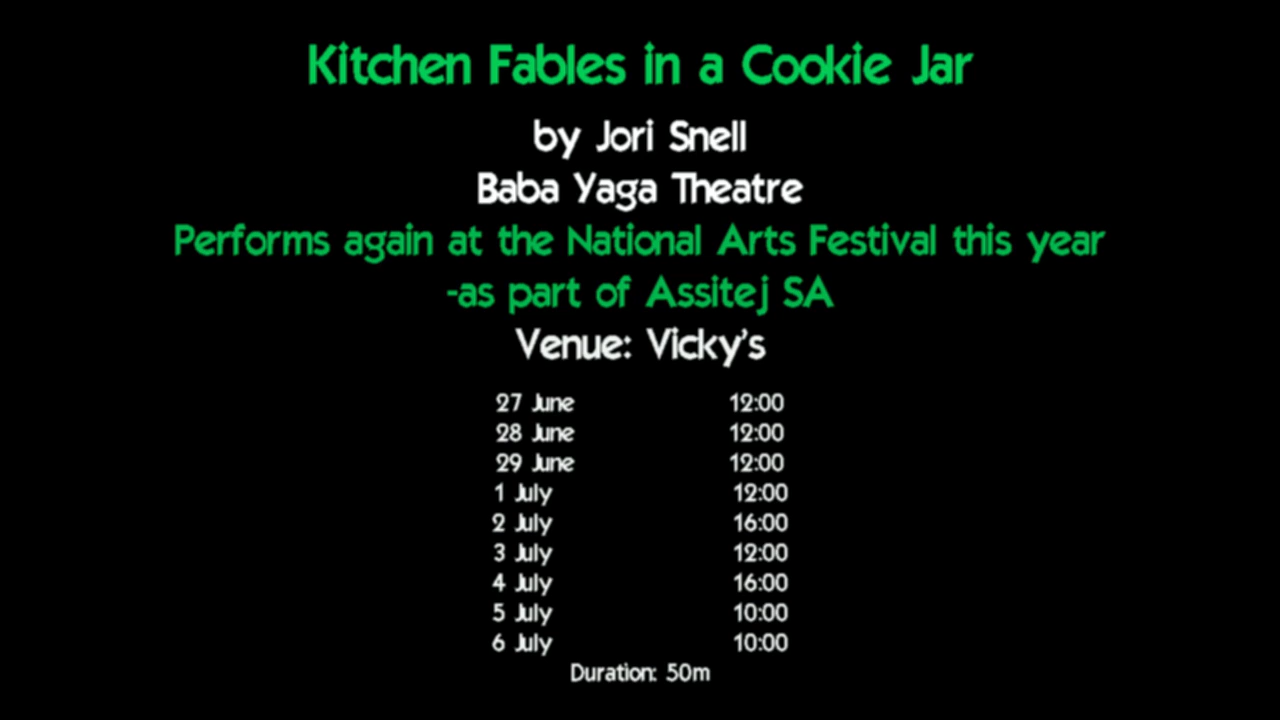 Kitchen Fables in a Cookie Jar
by Jori Snell
Baba Yaga Theatre
Performs again at the National Arts Festival this year
-as part of Assitej SA
Venue: Vicky's
27 June 12:00
28 June 12:00
29 June 12:00
1 July 12:00
2 July 16:00
3 July 12:00
4 July 16:00
5 July 10:00
6 July 10:00
Duration: 50m